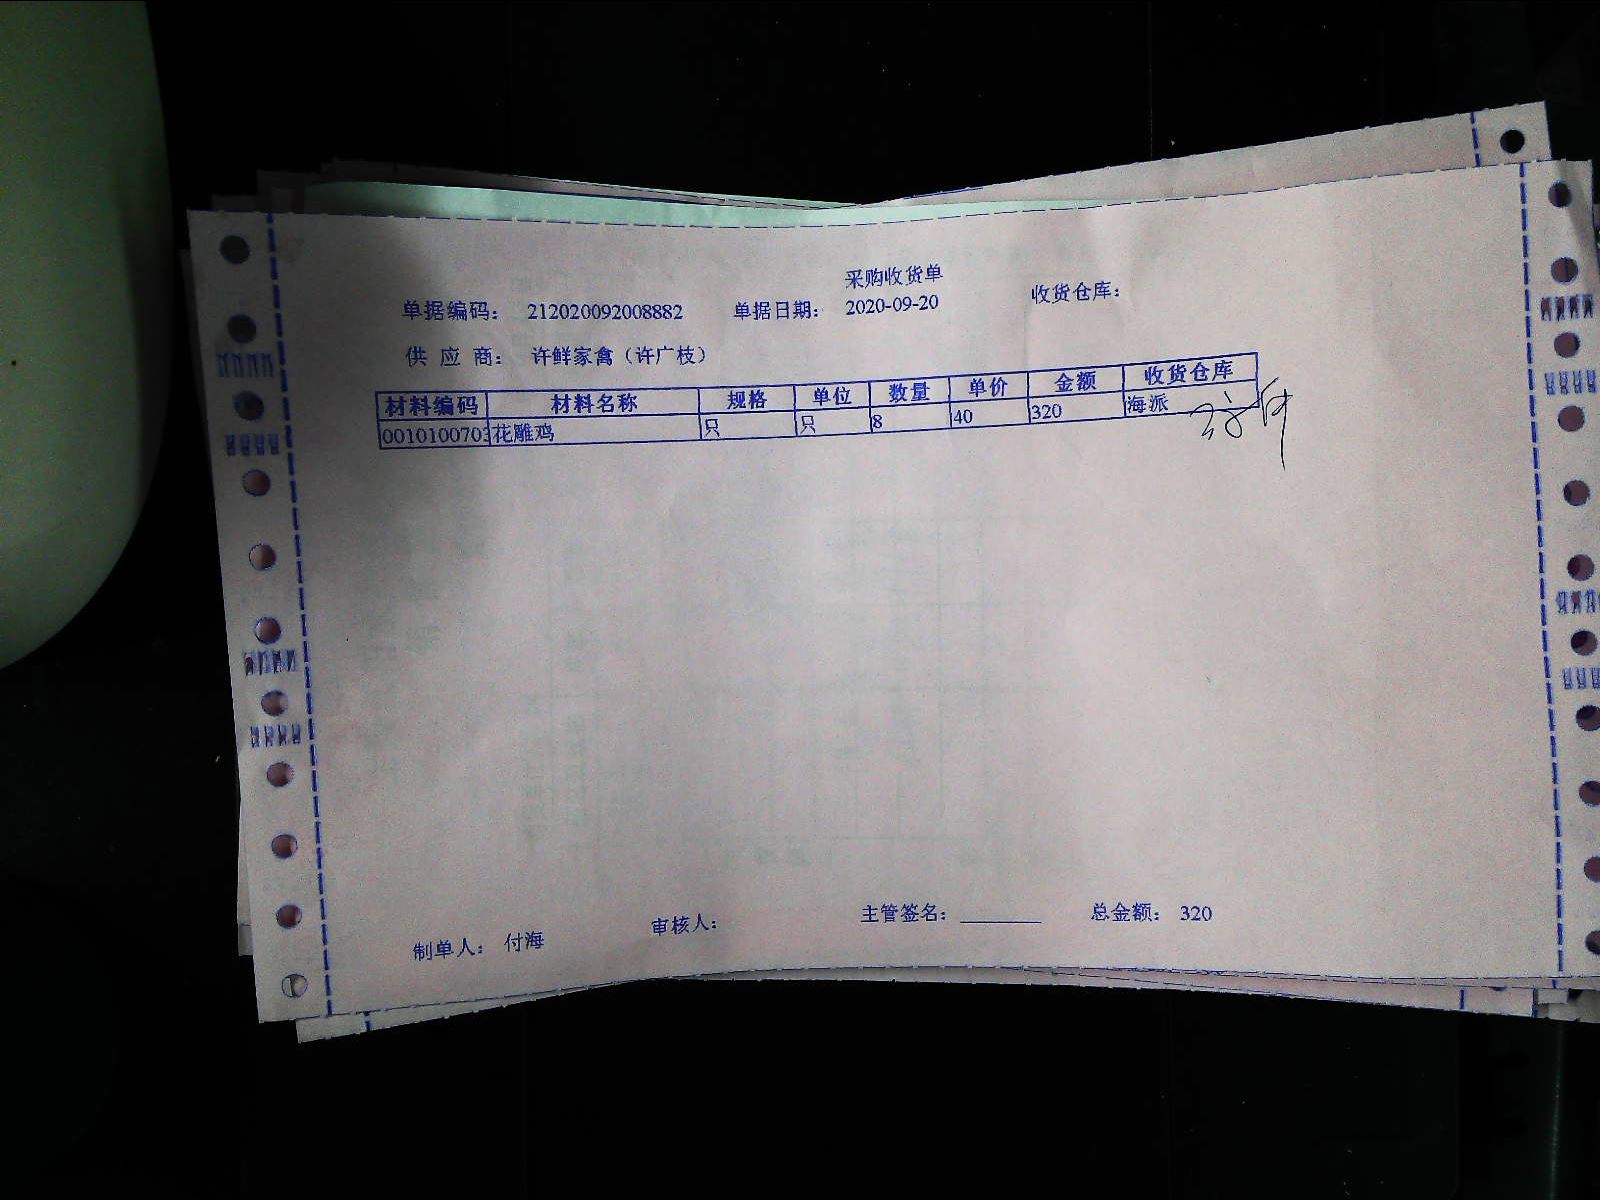 采购收货单
单据编码: 212020092008882 单据日期: 2020-09-20 收货仓库:
供 应 商: 许鲜家禽（许广枝）
材料编码 材料名称 规格 单位 数量 单价 金额 收货仓库
0010100703 花雕鸡 只 只 8 40 320 海派
制单人: 付海 审核人: 主管签名: ________ 总金额: 320